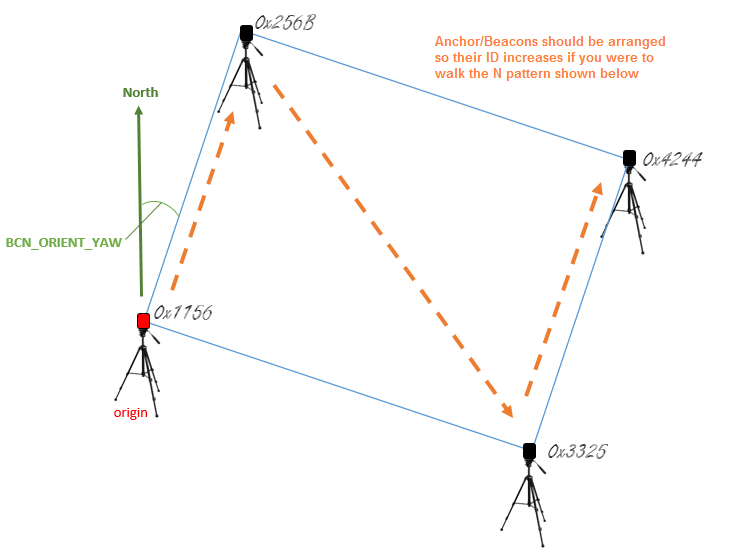 0x256B
Anchor/Beacons should be arranged
so their ID increases if you were to
walk the N pattern shown below
North
0x4244
BCN_ORIENT_YAW
0x1156
origin
0x3325